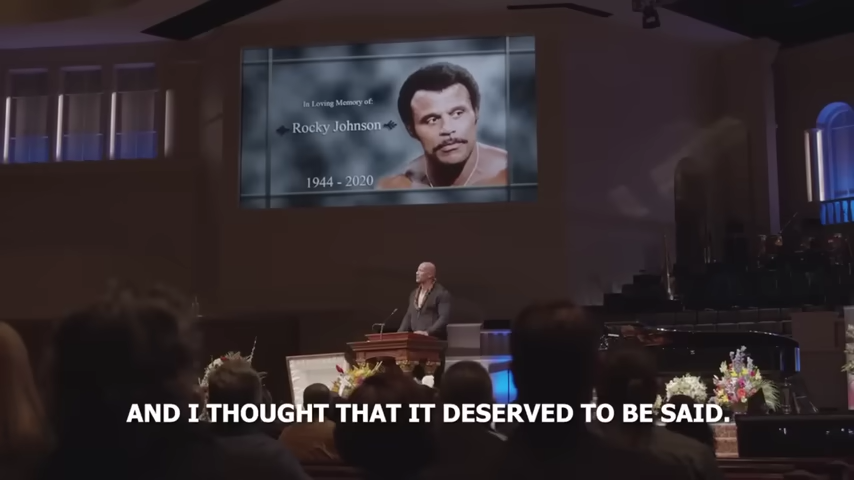 In Loving Memory of:
Rocky Johnson
1944 - 2020
AND I THOUGHT THAT IT DESERVED TO BE SAID.